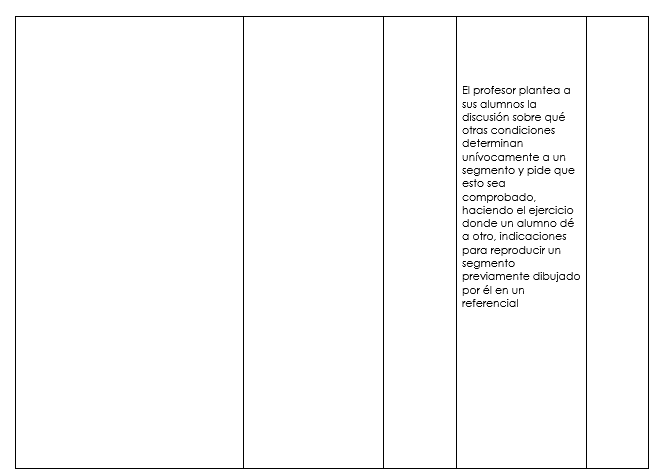 El profesor plantea a
sus alumnos la
discusión sobre qué
otras condiciones
determinan
unívocamente a un
segmento y pide que
esto sea
comprobado,
haciendo el ejercicio
donde un alumno dé
a otro, indicaciones
para reproducir un
segmento
previamente dibujado
por él en un
referencial